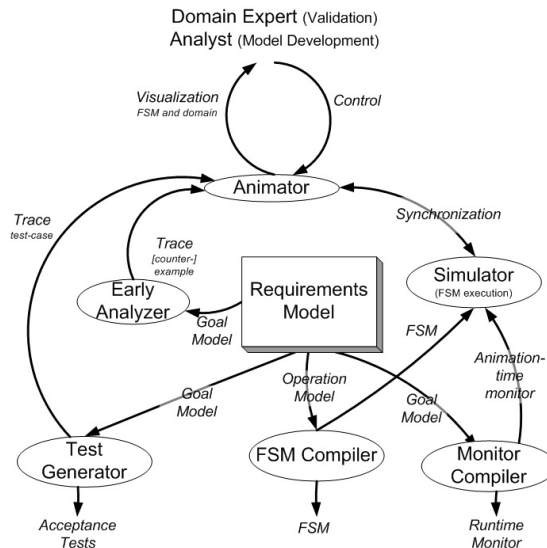 Domain Expert (Validation)
Analyst (Model Development)
Visualization
FSM and domain
Control
Animator
Trace
test-case
Synchronization
Trace
[counter-]
example
Early
Analyzer
Goal
Model
Requirements
Model
Simulator
(FSM execution)
FSM
Animation-
time
monitor
Goal
Model
Operation
Model
Goal
Model
Test
Generator
FSM Compiler
Monitor
Compiler
Acceptance
Tests
FSM
Runtime
Monitor